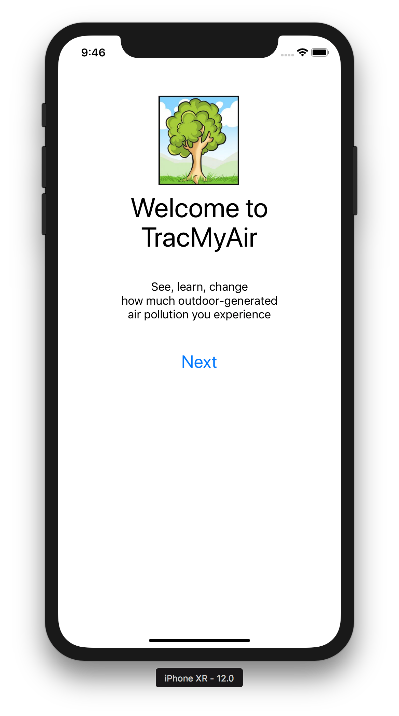 9:46
Welcome to
TracMyAir
See, learn, change
how much outdoor-generated
air pollution you experience
Next
iPhone XR - 12.0